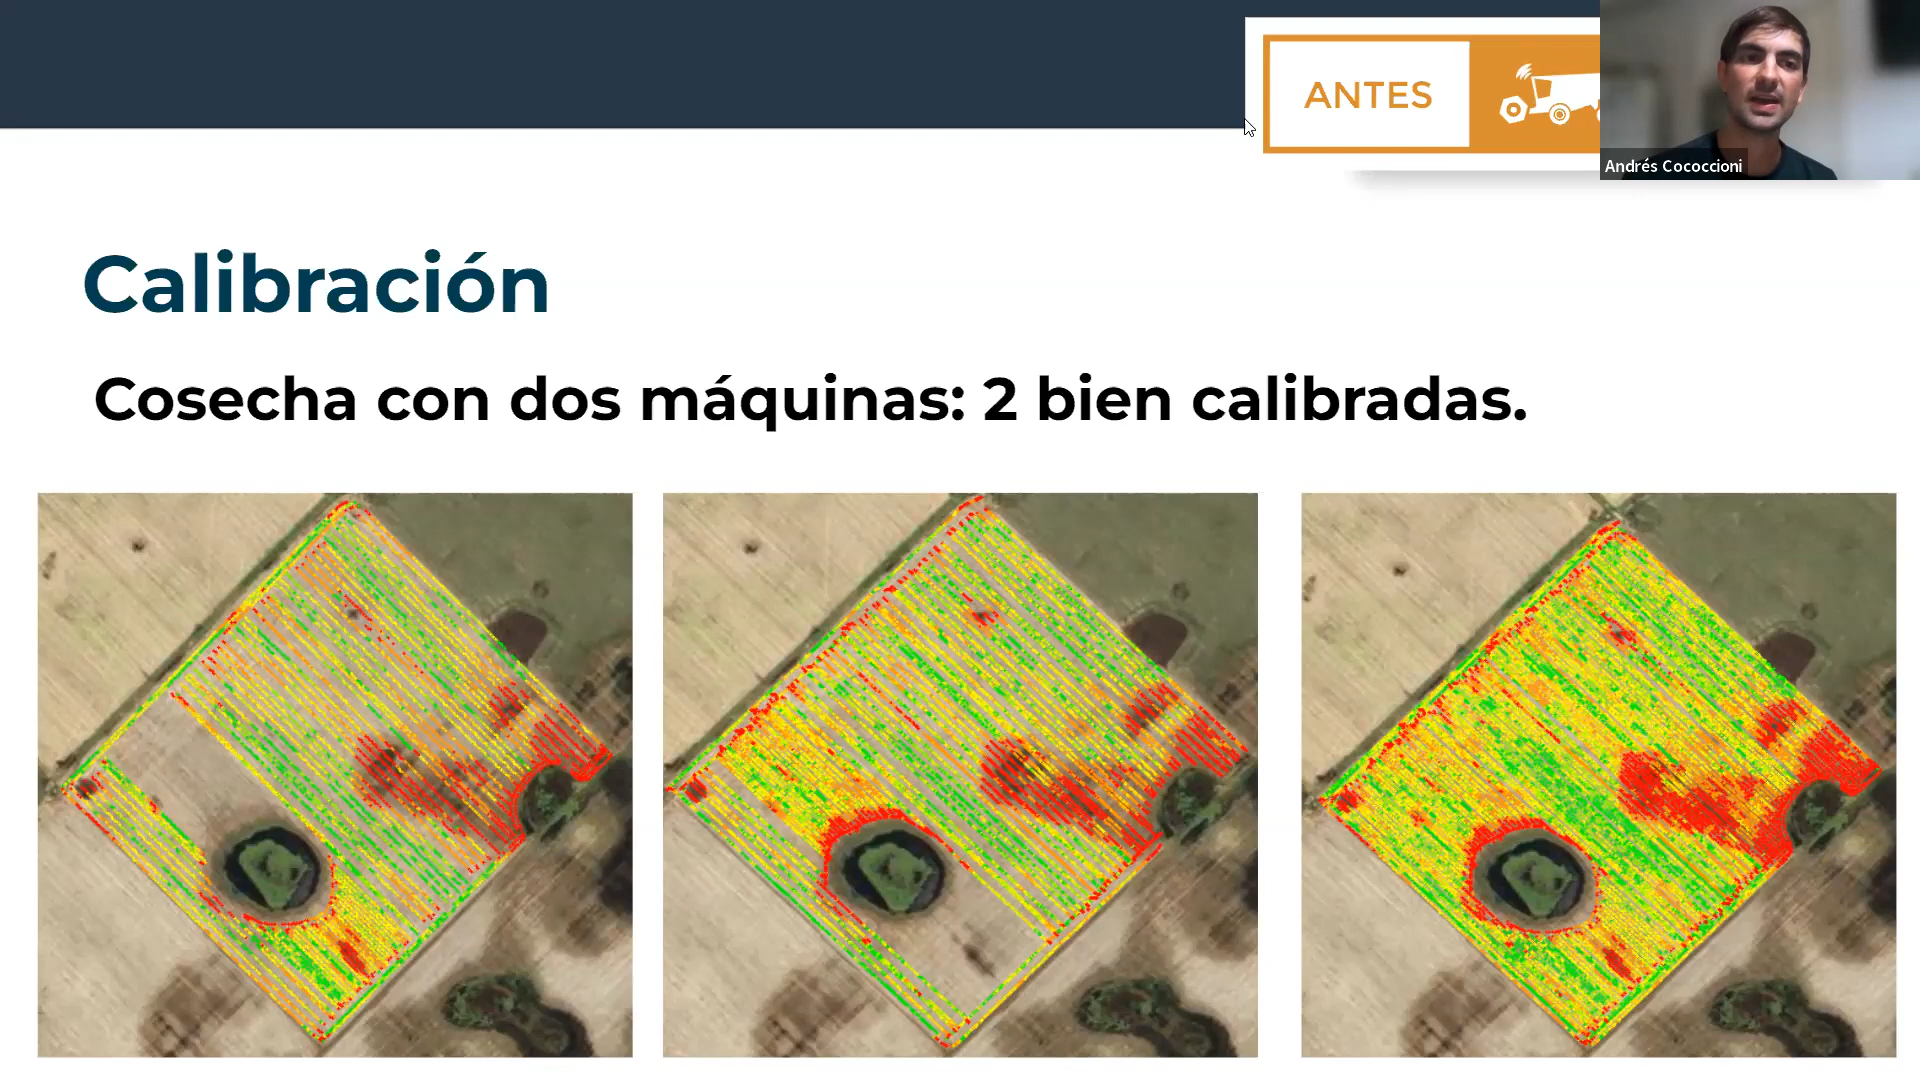 ANTES
Andrés Cococcioni
Calibración
Cosecha con dos máquinas: 2 bien calibradas.